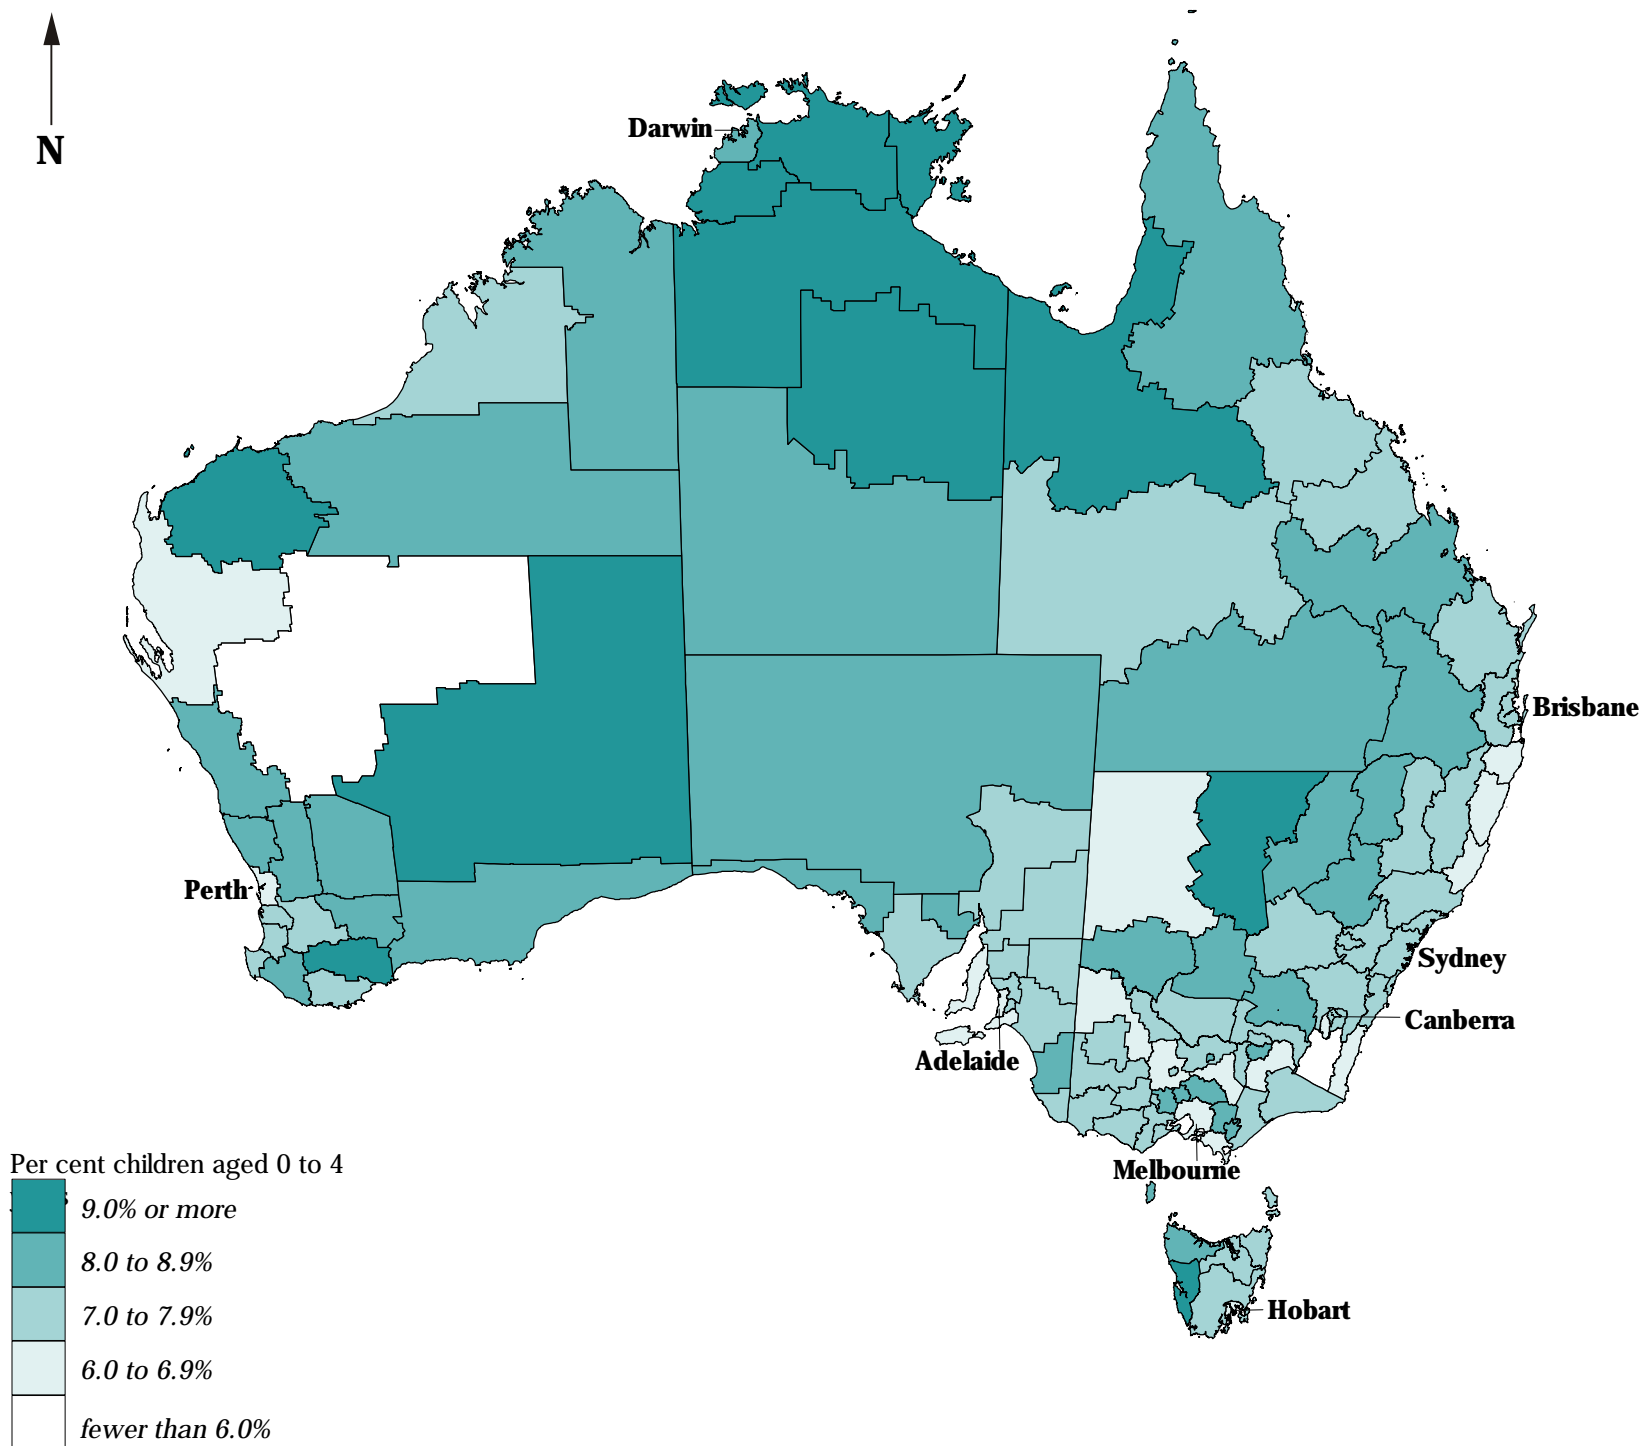 N
Darwin
Brisbane
Perth
Sydney
Canberra
Adelaide
Melbourne
Hobart
Per cent children aged 0 to 4
9.0% or more
8.0 to 8.9%
7.0 to 7.9%
6.0 to 6.9%
fewer than 6.0%